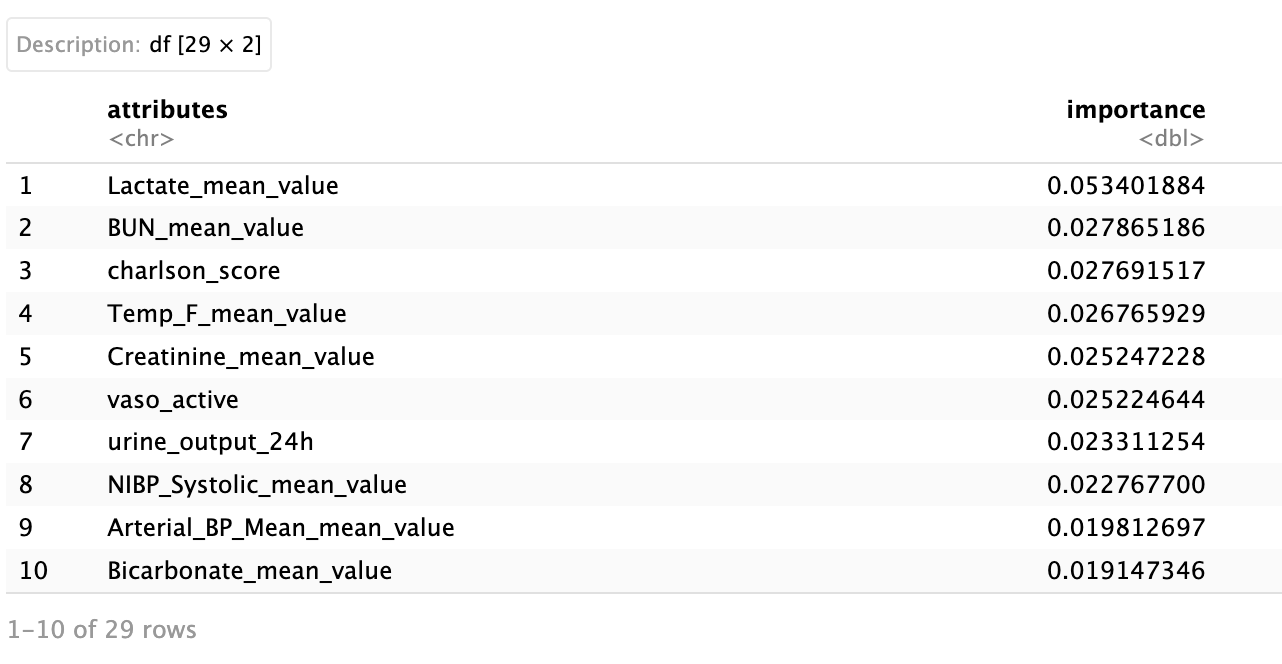 Description: df [29 × 2]
attributes importance
<chr> <dbl>
1 Lactate_mean_value 0.053401884
2 BUN_mean_value 0.027865186
3 charlson_score 0.027691517
4 Temp_F_mean_value 0.026765929
5 Creatinine_mean_value 0.025247228
6 vaso_active 0.025224644
7 urine_output_24h 0.023311254
8 NIBP_Systolic_mean_value 0.022767700
9 Arterial_BP_Mean_mean_value 0.019812697
10 Bicarbonate_mean_value 0.019147346
1–10 of 29 rows